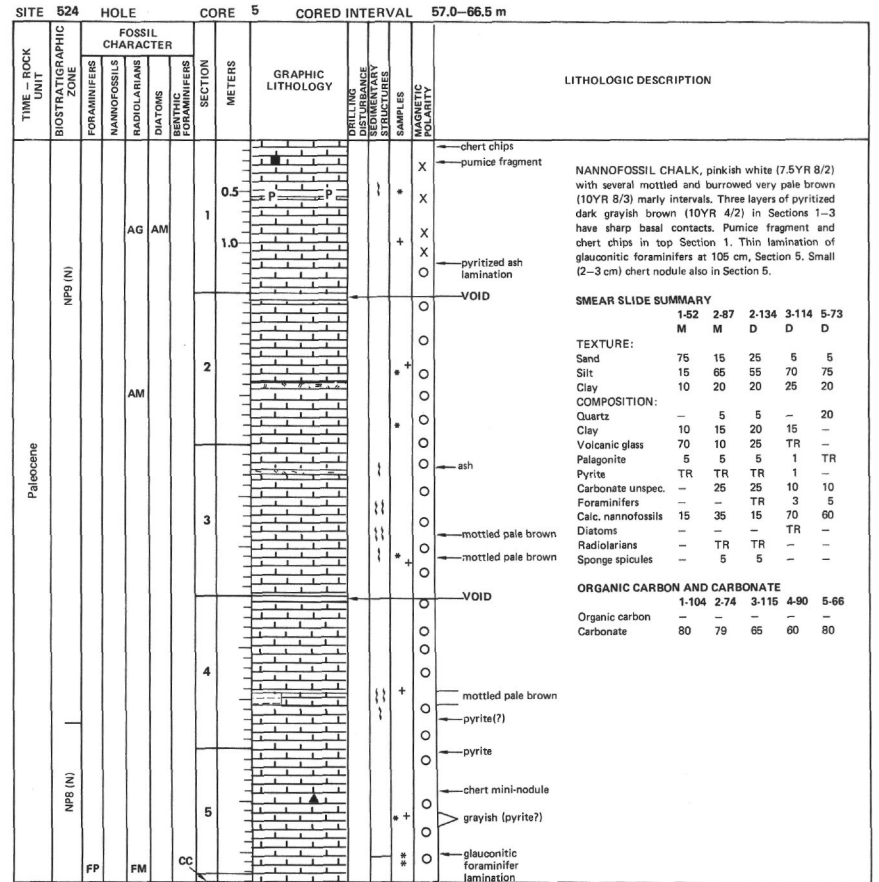 SITE 524 HOLE CORE 5 CORED INTERVAL 57.0–66.5 m
TIME – ROCK UNIT
BIOSTRATIGRAPHIC ZONE
FOSSIL CHARACTER
FORAMINIFERS
NANNOFOSSILS
RADIOLARIANS
DIATOMS
BENTHIC FORAMINIFERS
SECTION
METERS
GRAPHIC LITHOLOGY
DRILLING DISTURBANCE
SEDIMENTARY STRUCTURES
SAMPLES
MAGNETIC POLARITY
LITHOLOGIC DESCRIPTION
Paleocene
NP9 (N)
NP8 (N)
AG AM
AM
FP FM CC
1
0.5
1.0
2
3
4
5
P P
chert chips
pumice fragment
pyritized ash
lamination
VOID
ash
mottled pale brown
mottled pale brown
VOID
mottled pale brown
pyrite(?)
pyrite
chert mini-nodule
grayish (pyrite?)
glauconitic
foraminifer
lamination
NANNOFOSSIL CHALK, pinkish white (7.5YR 8/2)
with several mottled and burrowed very pale brown
(10YR 8/3) marly intervals. Three layers of pyritized
dark grayish brown (10YR 4/2) in Sections 1–3
have sharp basal contacts. Pumice fragment and
chert chips in top Section 1. Thin lamination of
glauconitic foraminifers at 105 cm, Section 5. Small
(2–3 cm) chert nodule also in Section 5.
SMEAR SLIDE SUMMARY
1-52 2-87 2-134 3-114 5-73
M M D D D
TEXTURE:
Sand 75 15 25 5 5
Silt 15 65 55 70 75
Clay 10 20 20 25 20
COMPOSITION:
Quartz – 5 5 – 20
Clay 10 15 20 15 –
Volcanic glass 70 10 25 TR –
Palagonite 5 5 5 1 TR
Pyrite TR TR TR 1 –
Carbonate unspec. – 25 25 10 10
Foraminifers – – TR 3 5
Calc. nannofossils 15 35 15 70 60
Diatoms – – – TR –
Radiolarians – TR TR – –
Sponge spicules – 5 5 – –
ORGANIC CARBON AND CARBONATE
1-104 2-74 3-115 4-90 5-66
Organic carbon – – – – –
Carbonate 80 79 65 60 80